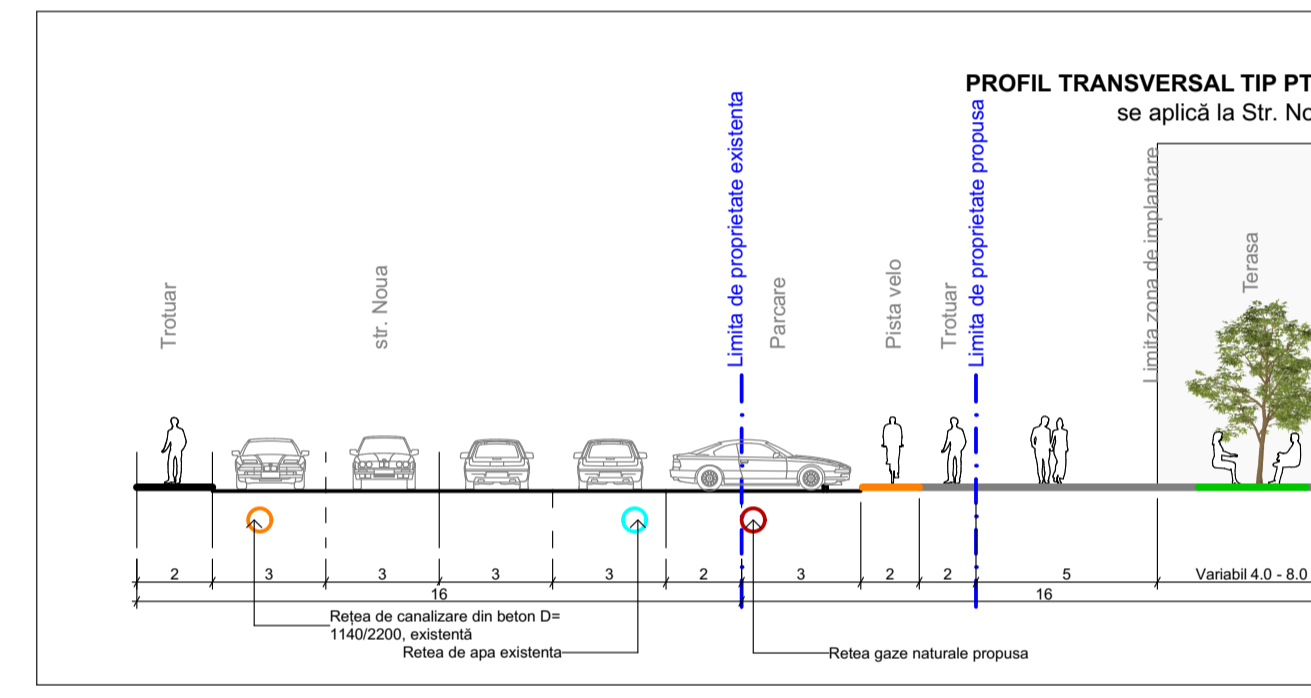 PROFIL TRANSVERSAL TIP PT
se aplică la Str. No
Trotuar
str. Noua
Limita de proprietate existenta
Parcare
Pista velo
Trotuar
Limita de proprietate propusa
Limita zona de implantare
Terasa
2 3 3 3 3 2 3 2 2 5 Variabil 4.0 - 8.0
16 16
Rețea de canalizare din beton D=
1140/2200, existentă
Retea de apa existenta
Retea gaze naturale propusa